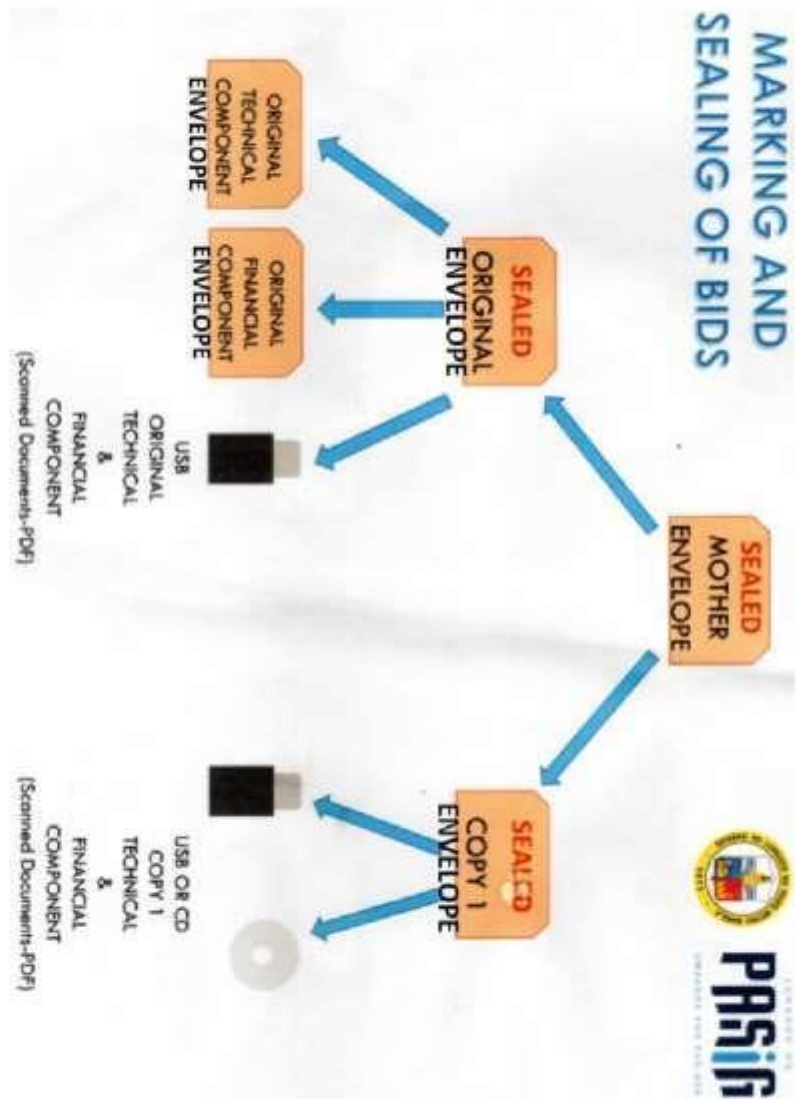 MARKING AND
SEALING OF BIDS
PASIG
SEALED
MOTHER
ENVELOPE
SEALED
ORIGINAL
ENVELOPE
SEALED
COPY 1
ENVELOPE
ORIGINAL
TECHNICAL
COMPONENT
ENVELOPE
ORIGINAL
FINANCIAL
COMPONENT
ENVELOPE
USB
ORIGINAL
TECHNICAL
&
FINANCIAL
COMPONENT
(Scanned Documents-PDF)
USB OR CD
COPY 1
TECHNICAL
&
FINANCIAL
COMPONENT
(Scanned Documents-PDF)